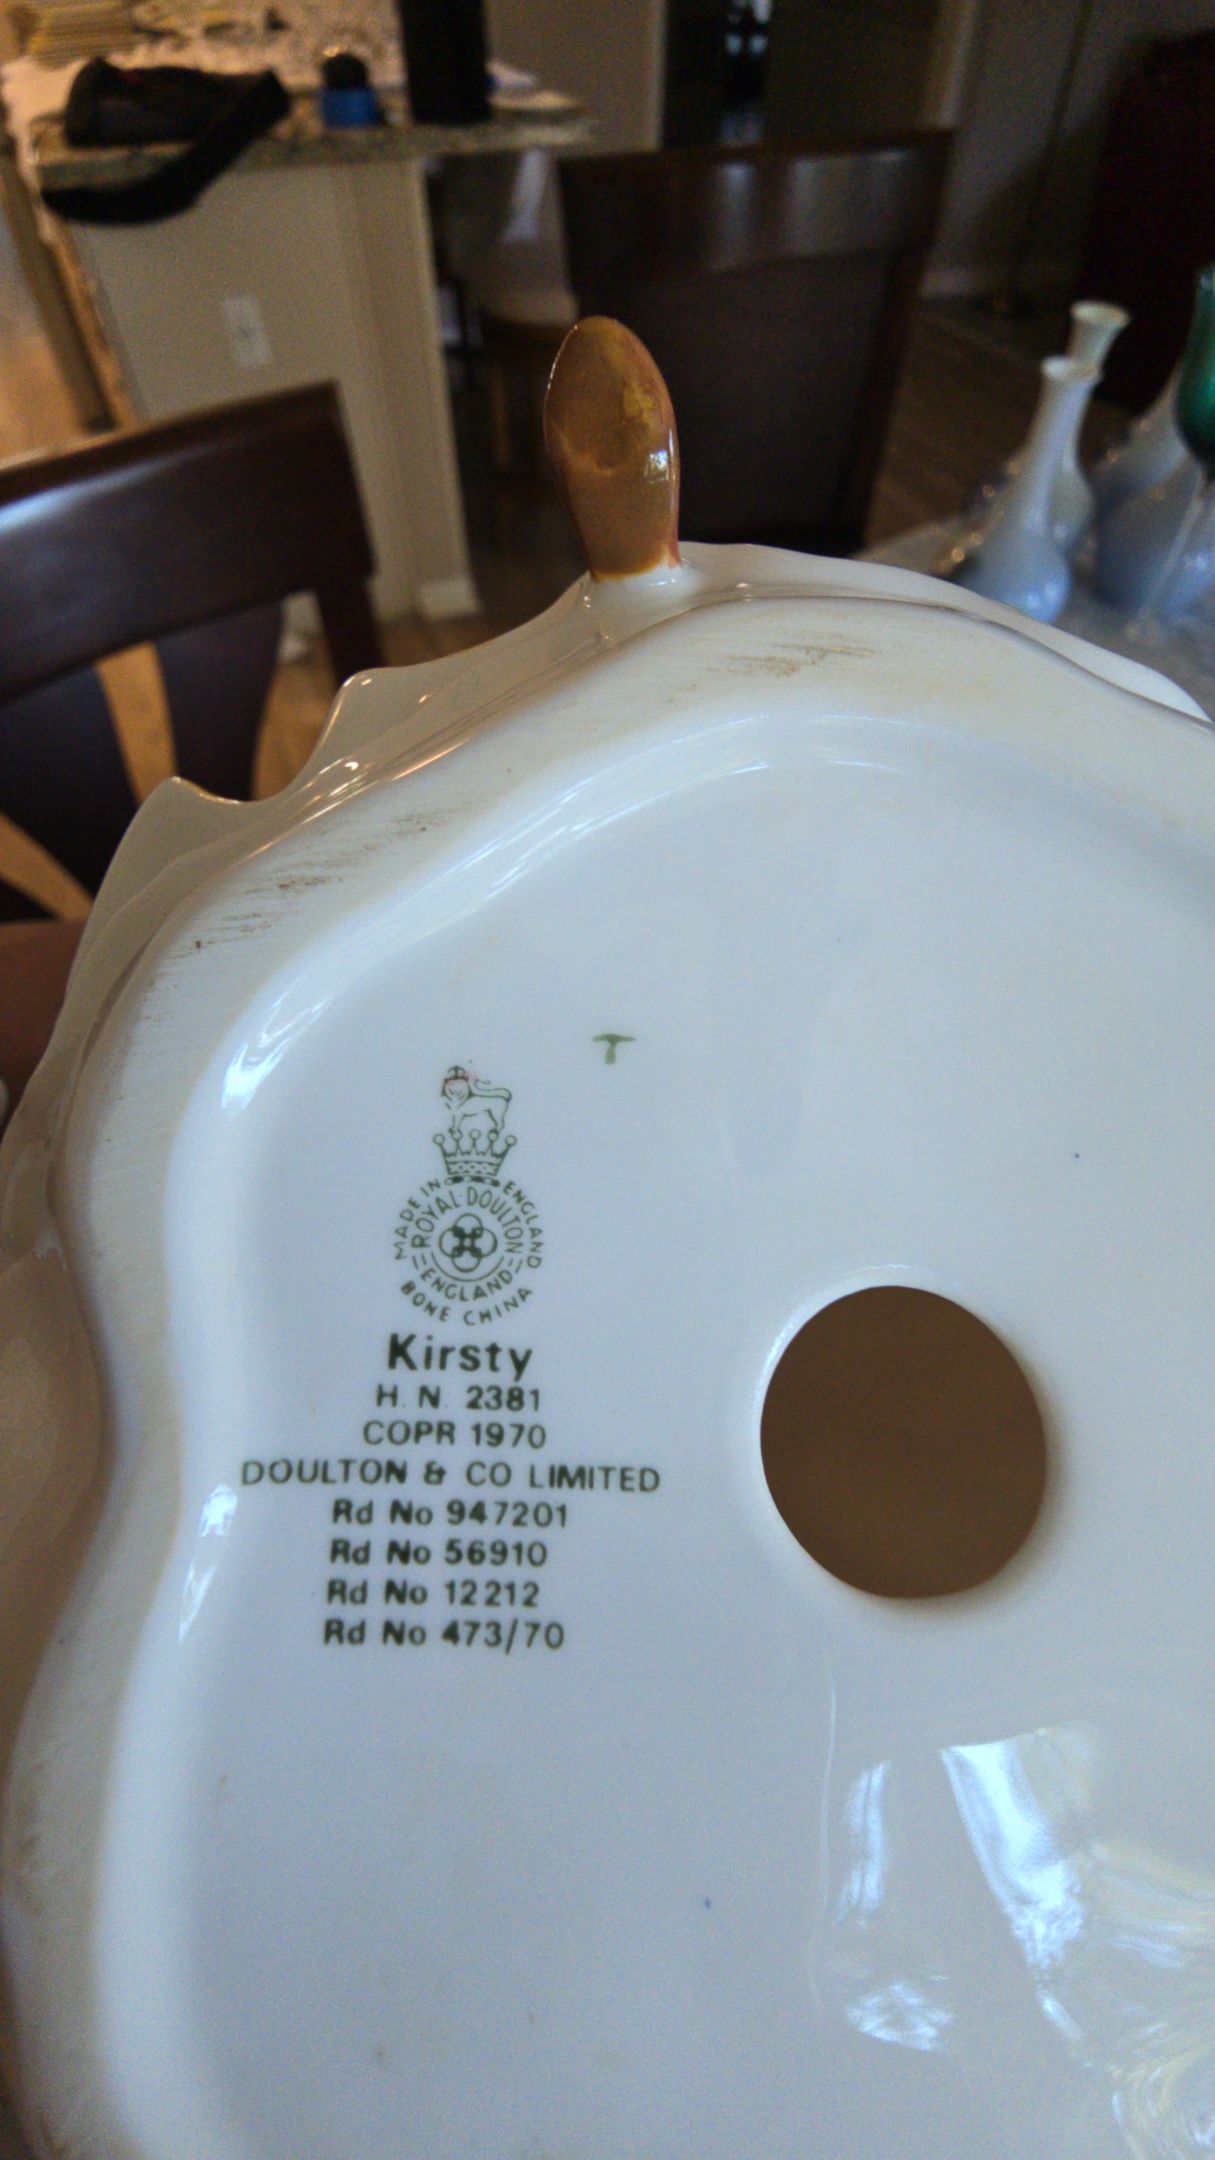 T
MADE IN ENGLAND
ROYAL·DOULTON
ENGLAND
BONE CHINA
Kirsty
H. N. 2381
COPR 1970
DOULTON & CO LIMITED
Rd No 947201
Rd No 56910
Rd No 12212
Rd No 473/70